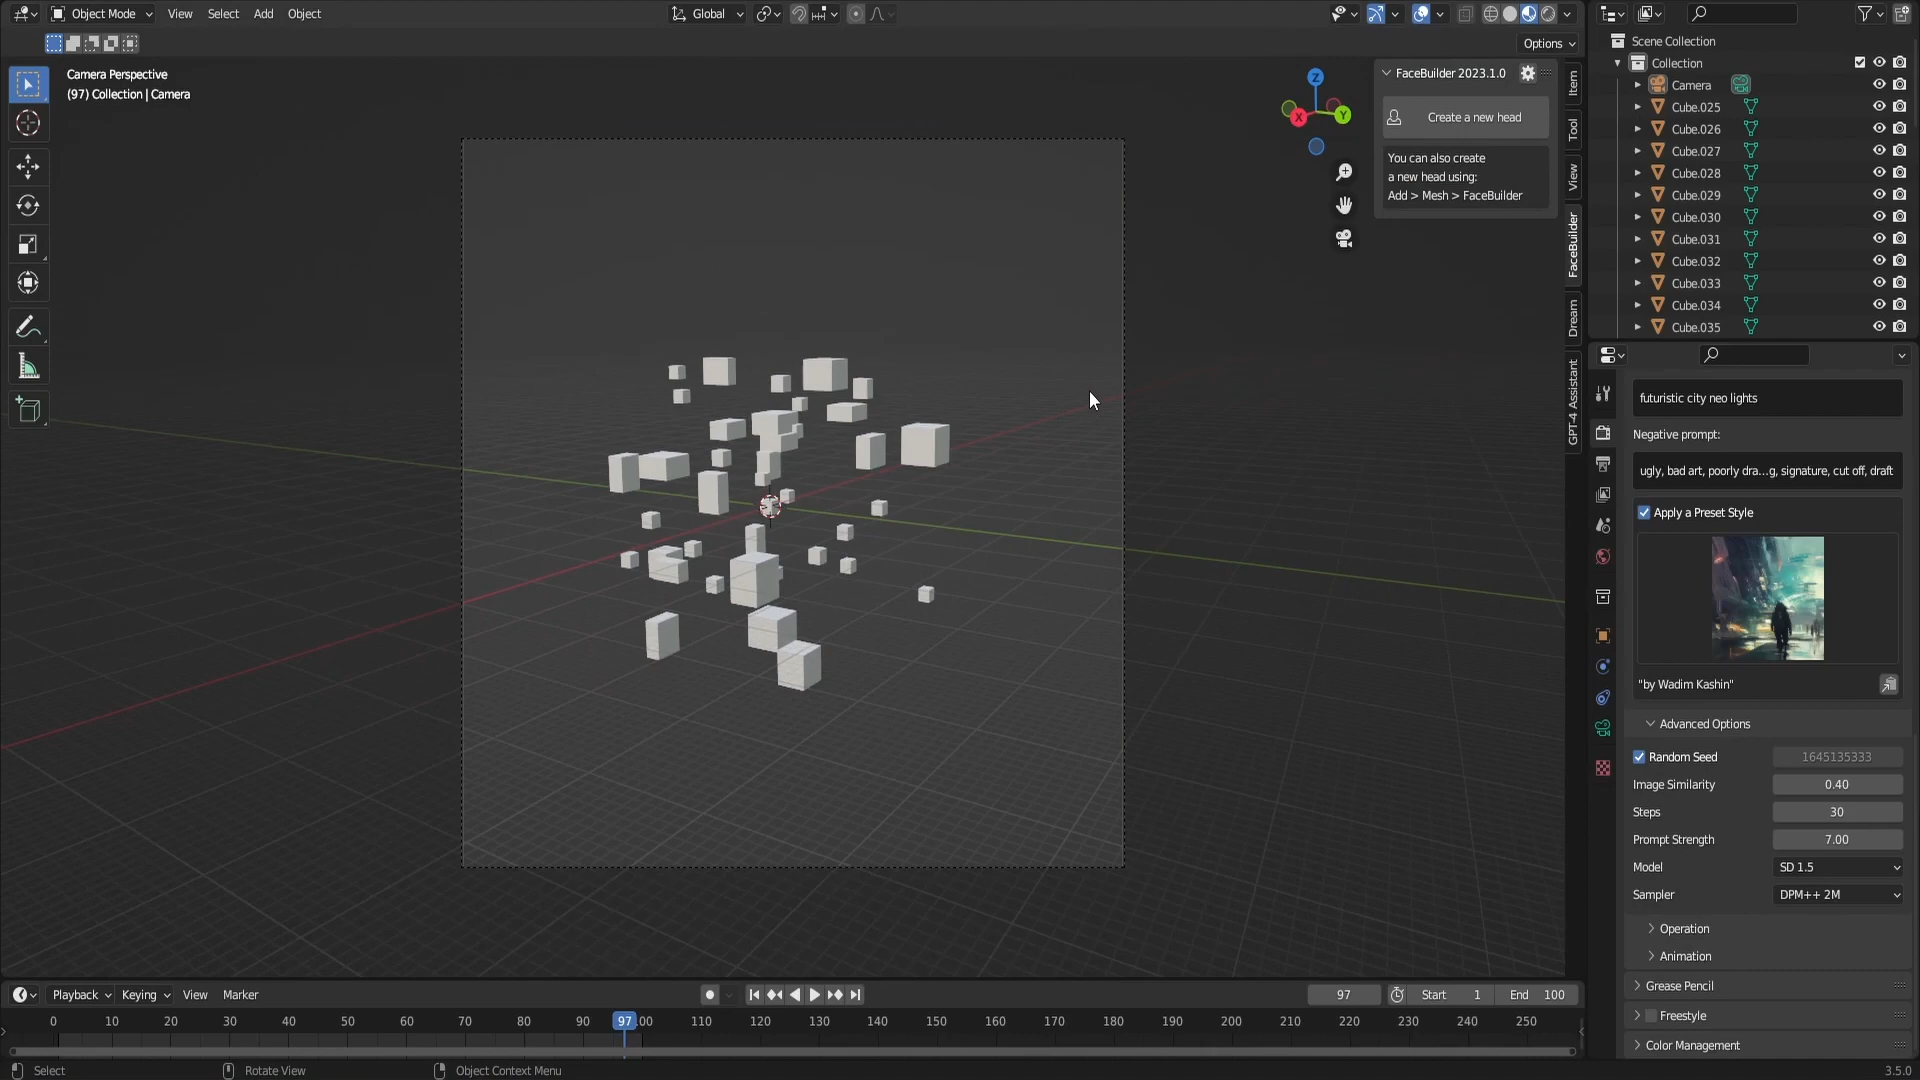 Object Mode
View
Select
Add
Object
Global
Options
Camera Perspective
(97) Collection | Camera
Z
X
Y
FaceBuilder 2023.1.0
Create a new head
You can also create
a new head using:
Add > Mesh > FaceBuilder
Item
Tool
View
FaceBuilder
Dream
GPT-4 Assistant
Scene Collection
Collection
Camera
Cube.025
Cube.026
Cube.027
Cube.028
Cube.029
Cube.030
Cube.031
Cube.032
Cube.033
Cube.034
Cube.035
futuristic city neo lights
Negative prompt:
ugly, bad art, poorly dra...g, signature, cut off, draft
Apply a Preset Style
"by Wadim Kashin"
Advanced Options
Random Seed 1645135333
Image Similarity 0.40
Steps 30
Prompt Strength 7.00
Model SD 1.5
Sampler DPM++ 2M
Operation
Animation
Grease Pencil
Freestyle
Color Management
Playback
Keying
View
Marker
97
Start 1
End 100
0 10 20 30 40 50 60 70 80 90 97 00 110 120 130 140 150 160 170 180 190 200 210 220 230 240 250
Select
Rotate View
Object Context Menu
3.5.0